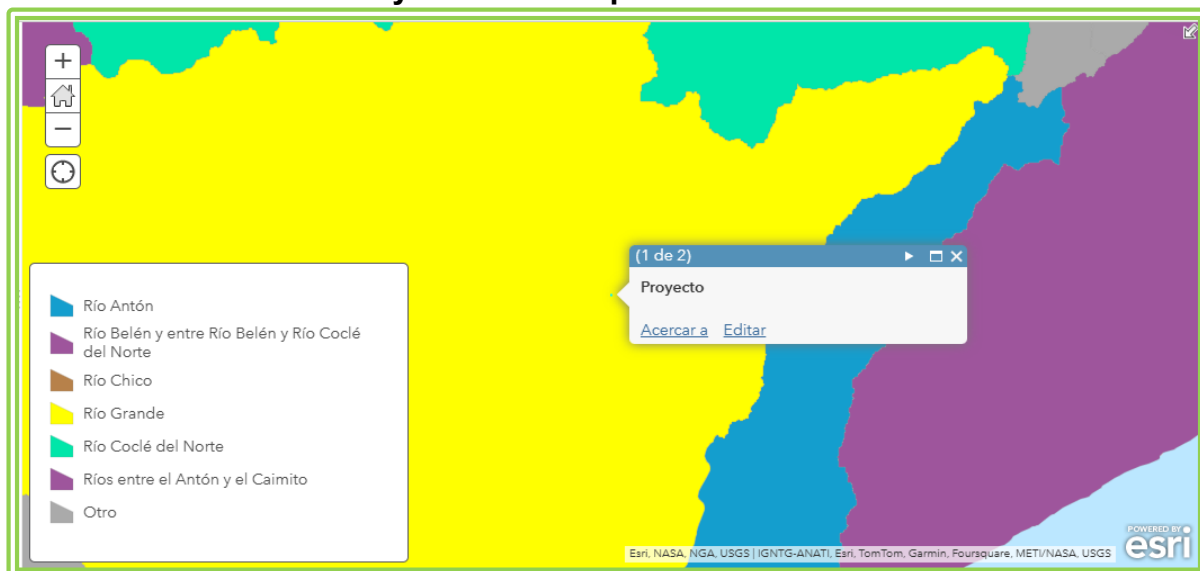 +
−
(1 de 2)
Proyecto
Acercar a Editar
Río Antón
Río Belén y entre Río Belén y Río Coclé
del Norte
Río Chico
Río Grande
Río Coclé del Norte
Ríos entre el Antón y el Caimito
Otro
Esri, NASA, NGA, USGS | IGNTG-ANATI, Esri, TomTom, Garmin, Foursquare, METI/NASA, USGS
POWERED BY
esri